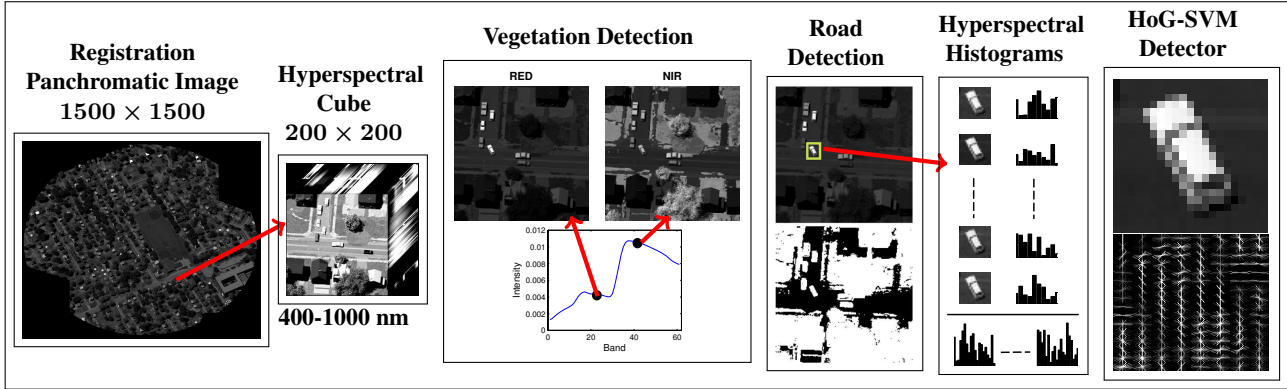 Registration
Panchromatic Image
1500 × 1500
Hyperspectral
Cube
200 × 200
400-1000 nm
Vegetation Detection
RED
NIR
0.012
0.01
0.008
0.006
0.004
0.002
0
Intensity
0
20
40
60
Band
Road
Detection
Hyperspectral
Histograms
HoG-SVM
Detector